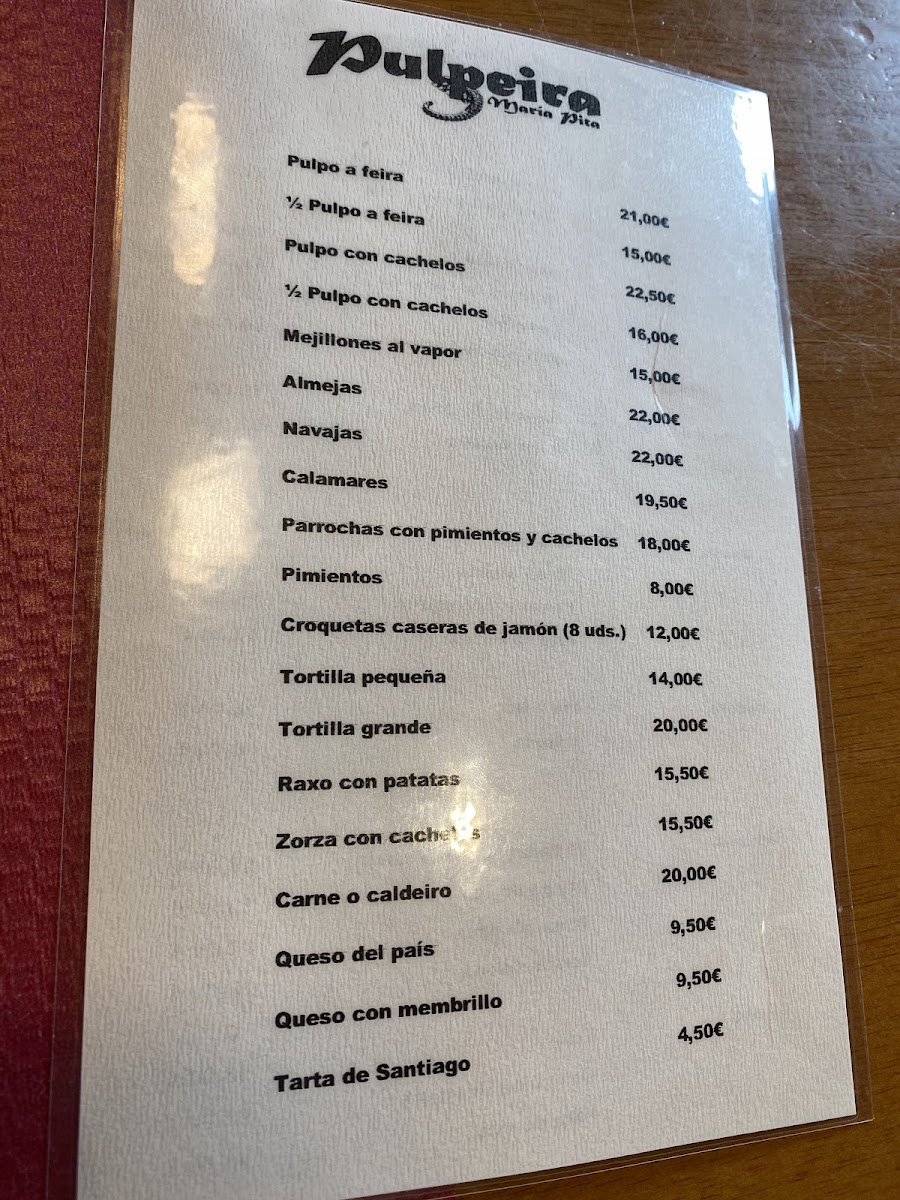 Pulpeira
Maria Pita
Pulpo a feira 21,00€
½ Pulpo a feira 15,00€
Pulpo con cachelos 22,50€
½ Pulpo con cachelos 16,00€
Mejillones al vapor 15,00€
Almejas 22,00€
Navajas 22,00€
Calamares 19,50€
Parrochas con pimientos y cachelos 18,00€
Pimientos 8,00€
Croquetas caseras de jamón (8 uds.) 12,00€
Tortilla pequeña 14,00€
Tortilla grande 20,00€
Raxo con patatas 15,50€
Zorza con cachelos 15,50€
Carne o caldeiro 20,00€
Queso del país 9,50€
Queso con membrillo 9,50€
Tarta de Santiago 4,50€